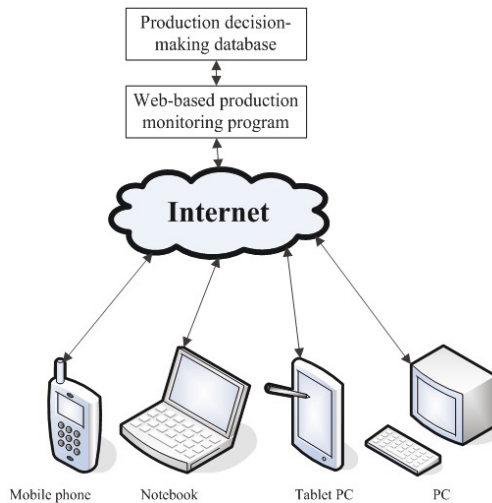 Production decision-
making database
Web-based production
monitoring program
Internet
Mobile phone
Notebook
Tablet PC
PC